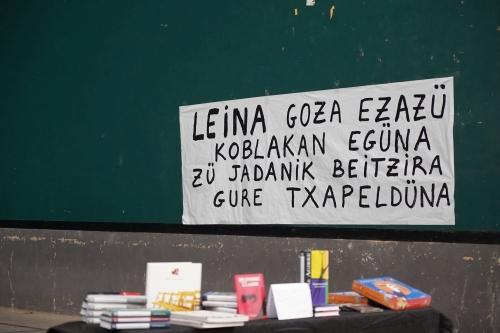 LEINA GOZA EZAZÜ
KOBLAKAN EGÜNA
ZÜ JADANIK BEITZIRA
GURE TXAPELDÜNA